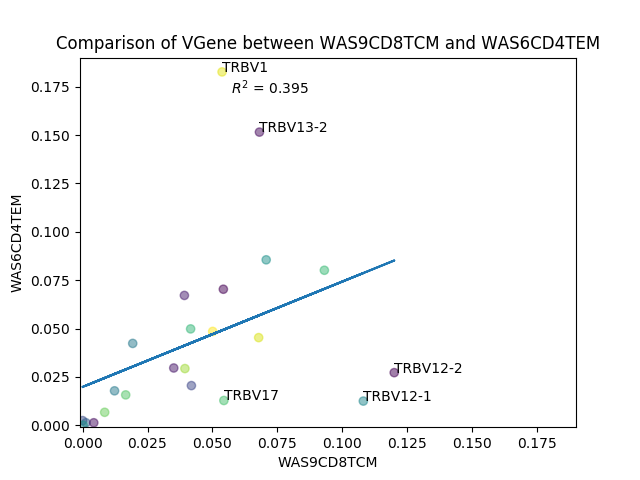 Comparison of VGene between WAS9CD8TCM and WAS6CD4TEM
TRBV1
R² = 0.395
TRBV13-2
TRBV12-2
TRBV17
TRBV12-1
WAS6CD4TEM
0.175
0.150
0.125
0.100
0.075
0.050
0.025
0.000
0.000 0.025 0.050 0.075 0.100 0.125 0.150 0.175
WAS9CD8TCM